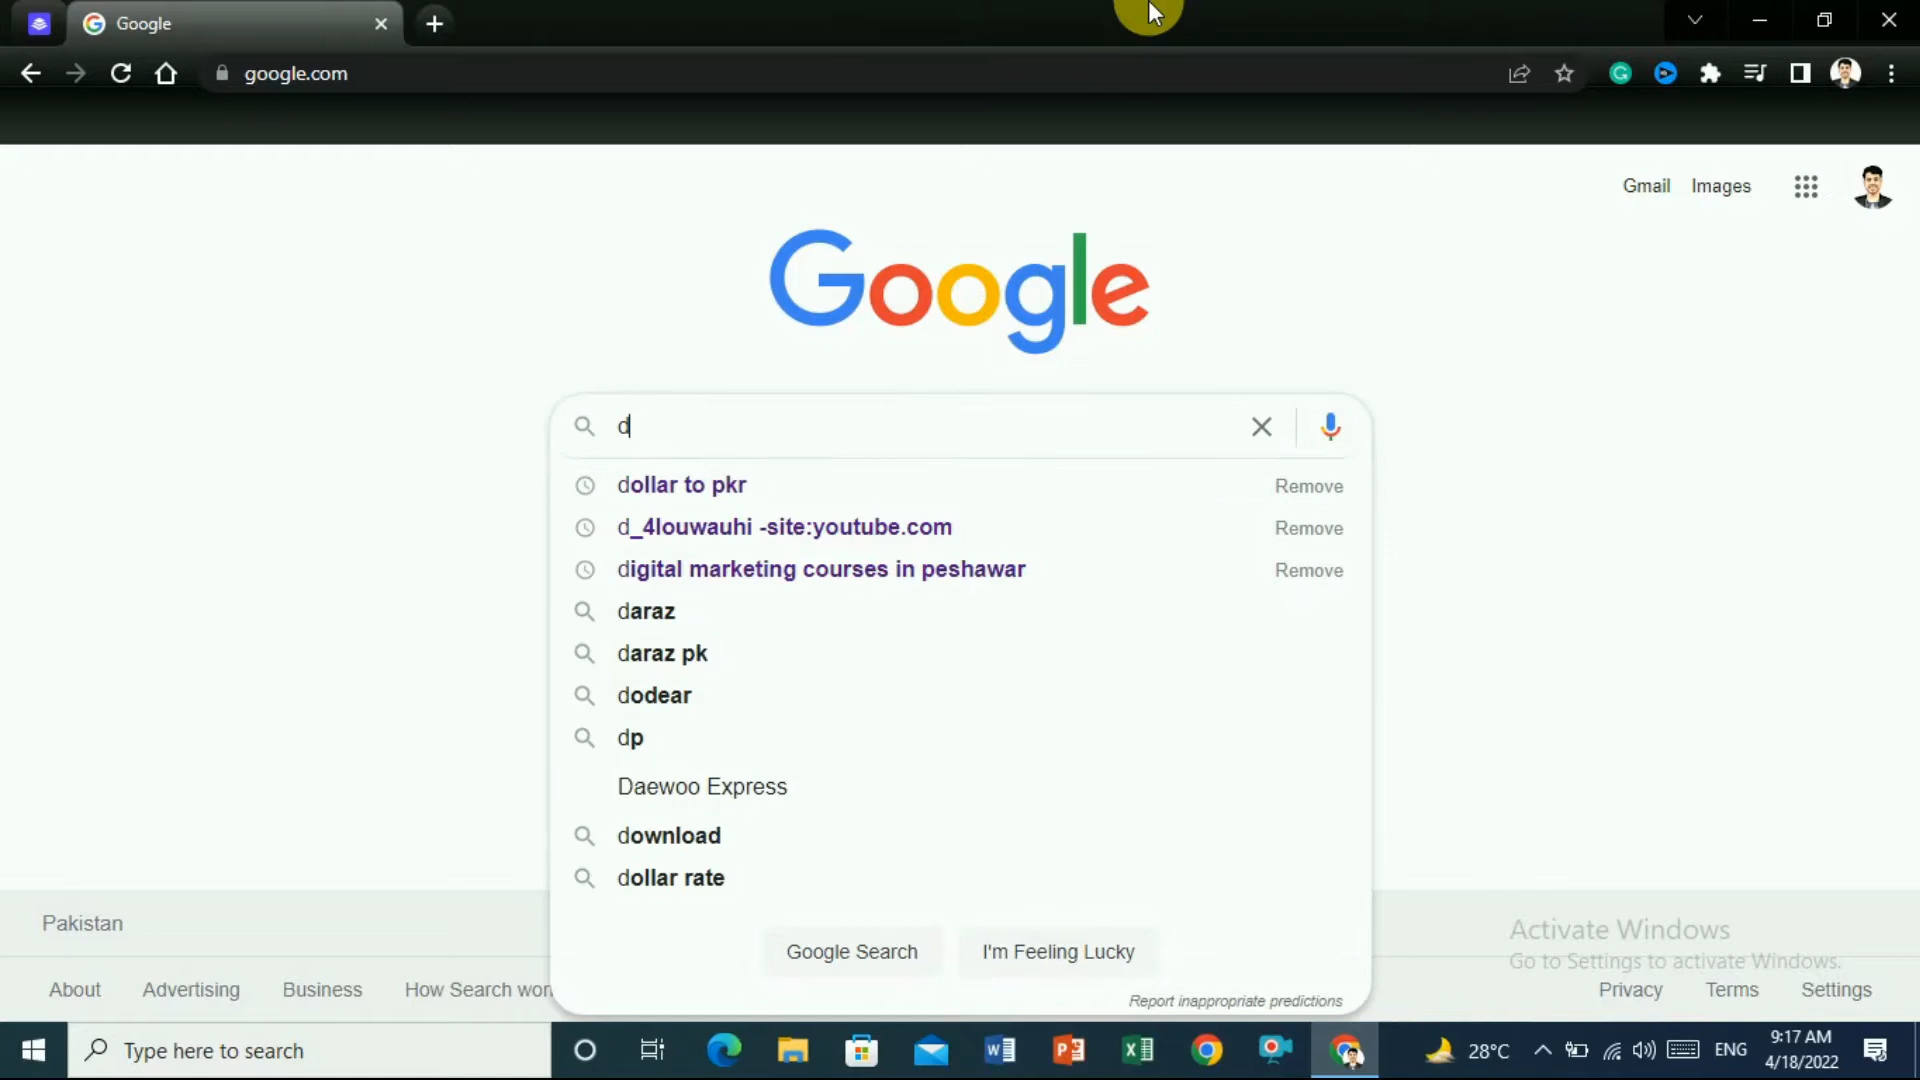 Google
google.com
Gmail Images
Google
d
dollar to pkr Remove
d_4louwauhi -site:youtube.com Remove
digital marketing courses in peshawar Remove
daraz
daraz pk
dodear
dp
Daewoo Express
download
dollar rate
Google Search I'm Feeling Lucky
Report inappropriate predictions
Pakistan
Activate Windows
Go to Settings to activate Windows.
About Advertising Business How Search wor Privacy Terms Settings
Type here to search
28°C ENG 9:17 AM
4/18/2022